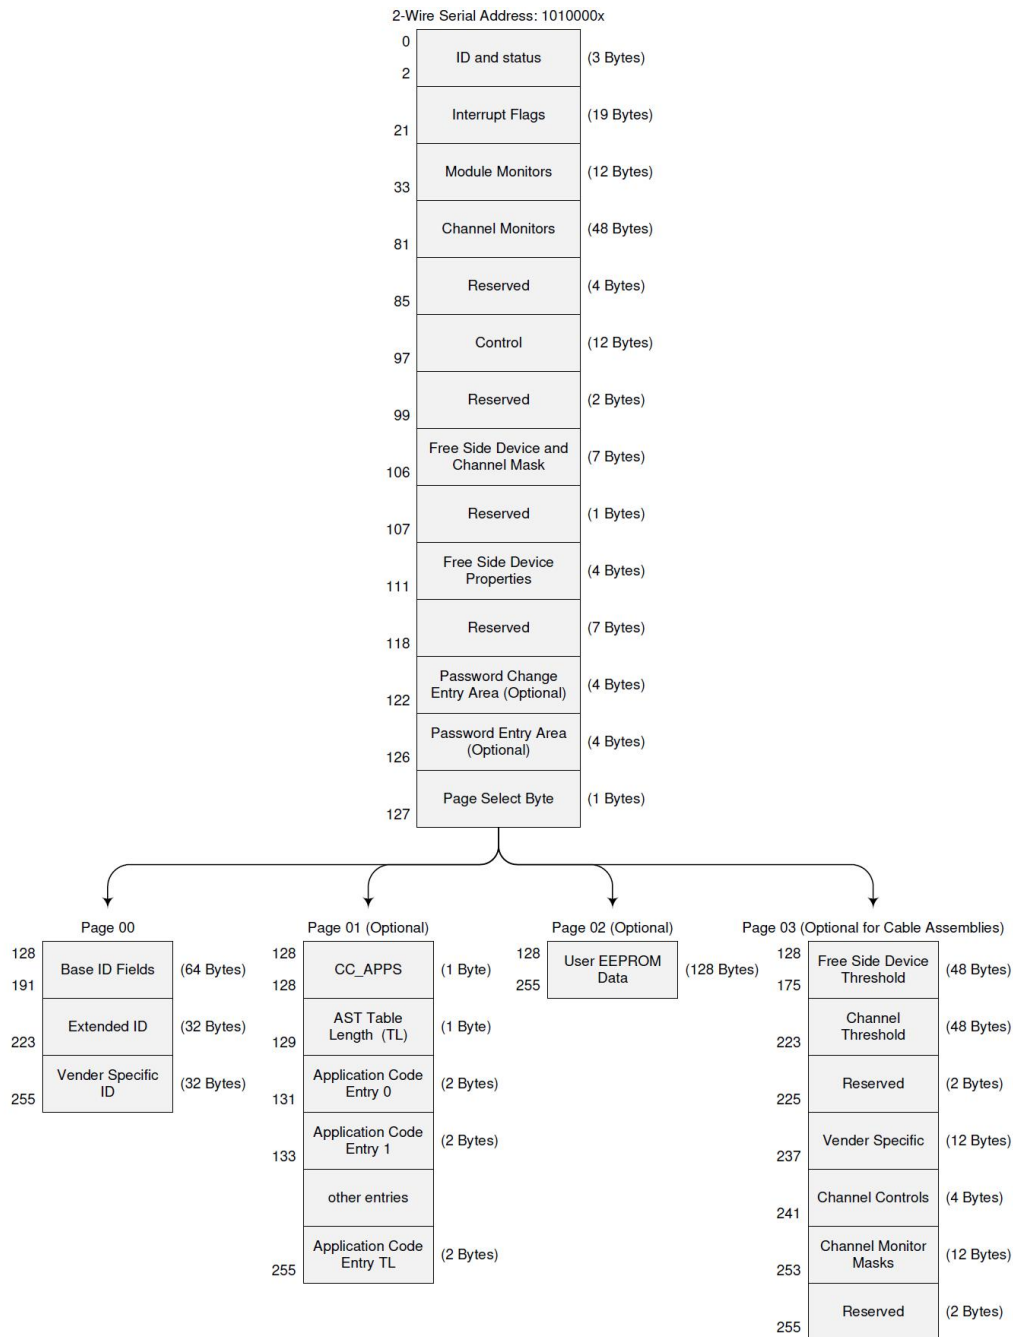 2-Wire Serial Address: 1010000x
0
ID and status
(3 Bytes)
2
Interrupt Flags
(19 Bytes)
21
Module Monitors
(12 Bytes)
33
Channel Monitors
(48 Bytes)
81
Reserved
(4 Bytes)
85
Control
(12 Bytes)
97
Reserved
(2 Bytes)
99
Free Side Device and
Channel Mask
(7 Bytes)
106
Reserved
(1 Bytes)
107
Free Side Device
Properties
(4 Bytes)
111
Reserved
(7 Bytes)
118
Password Change
Entry Area (Optional)
(4 Bytes)
122
Password Entry Area
(Optional)
(4 Bytes)
126
Page Select Byte
(1 Bytes)
127
Page 00
128
Base ID Fields
(64 Bytes)
191
Extended ID
(32 Bytes)
223
Vender Specific
ID
(32 Bytes)
255
Page 01 (Optional)
128
CC_APPS
(1 Byte)
128
AST Table
Length (TL)
(1 Byte)
129
Application Code
Entry 0
(2 Bytes)
131
Application Code
Entry 1
(2 Bytes)
133
other entries
Application Code
Entry TL
(2 Bytes)
255
Page 02 (Optional)
128
User EEPROM
Data
(128 Bytes)
255
Page 03 (Optional for Cable Assemblies)
128
Free Side Device
Threshold
(48 Bytes)
175
Channel
Threshold
(48 Bytes)
223
Reserved
(2 Bytes)
225
Vender Specific
(12 Bytes)
237
Channel Controls
(4 Bytes)
241
Channel Monitor
Masks
(12 Bytes)
253
Reserved
(2 Bytes)
255